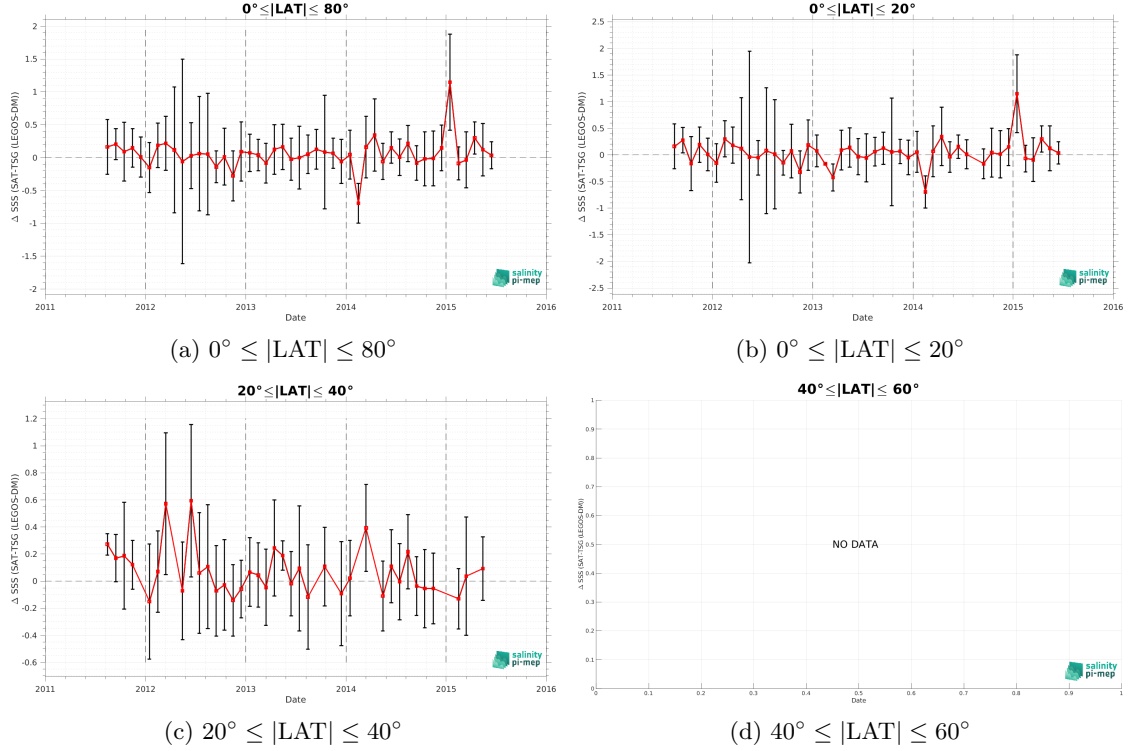 0°≤|LAT|≤ 80°
Δ SSS (SAT-TSG (LEGOS-DM))
2
1.5
1
0.5
0
-0.5
-1
-1.5
-2
2011
2012
2013
2014
2015
2016
Date
salinity
pi-mep
(a) 0° ≤ |LAT| ≤ 80°
0°≤|LAT|≤ 20°
Δ SSS (SAT-TSG (LEGOS-DM))
2.5
2
1.5
1
0.5
0
-0.5
-1
-1.5
-2
-2.5
2011
2012
2013
2014
2015
2016
Date
salinity
pi-mep
(b) 0° ≤ |LAT| ≤ 20°
20°≤|LAT|≤ 40°
Δ SSS (SAT-TSG (LEGOS-DM))
1.2
1
0.8
0.6
0.4
0.2
0
-0.2
-0.4
-0.6
2011
2012
2013
2014
2015
2016
Date
salinity
pi-mep
(c) 20° ≤ |LAT| ≤ 40°
40°≤|LAT|≤ 60°
Δ SSS (SAT-TSG (LEGOS-DM))
1
0.9
0.8
0.7
0.6
0.5
0.4
0.3
0.2
0.1
0
NO DATA
0
0.1
0.2
0.3
0.4
0.5
0.6
0.7
0.8
0.9
1
Date
salinity
pi-mep
(d) 40° ≤ |LAT| ≤ 60°